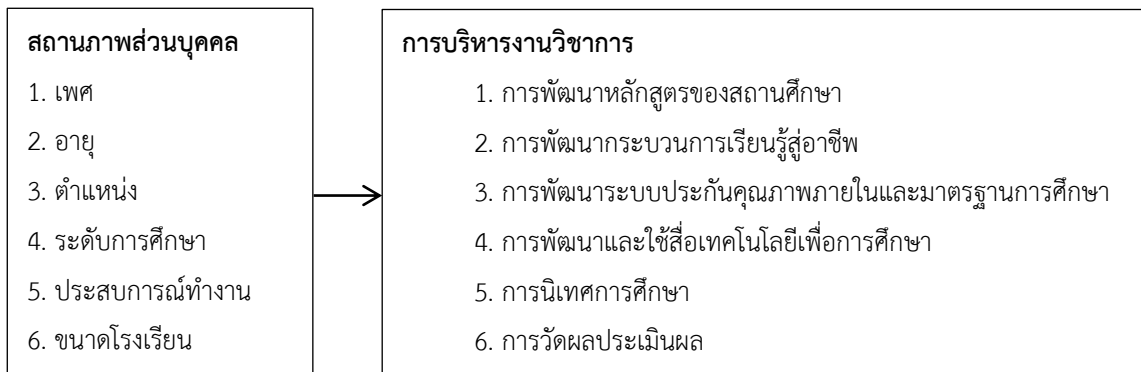 สถานภาพส่วนบุคคล
1. เพศ
2. อายุ
3. ตำแหน่ง
4. ระดับการศึกษา
5. ประสบการณ์ทำงาน
6. ขนาดโรงเรียน
การบริหารงานวิชาการ
1. การพัฒนาหลักสูตรของสถานศึกษา
2. การพัฒนากระบวนการเรียนรู้สู่อาชีพ
3. การพัฒนาระบบประกันคุณภาพภายในและมาตรฐานการศึกษา
4. การพัฒนาและใช้สื่อเทคโนโลยีเพื่อการศึกษา
5. การนิเทศการศึกษา
6. การวัดผลประเมินผล